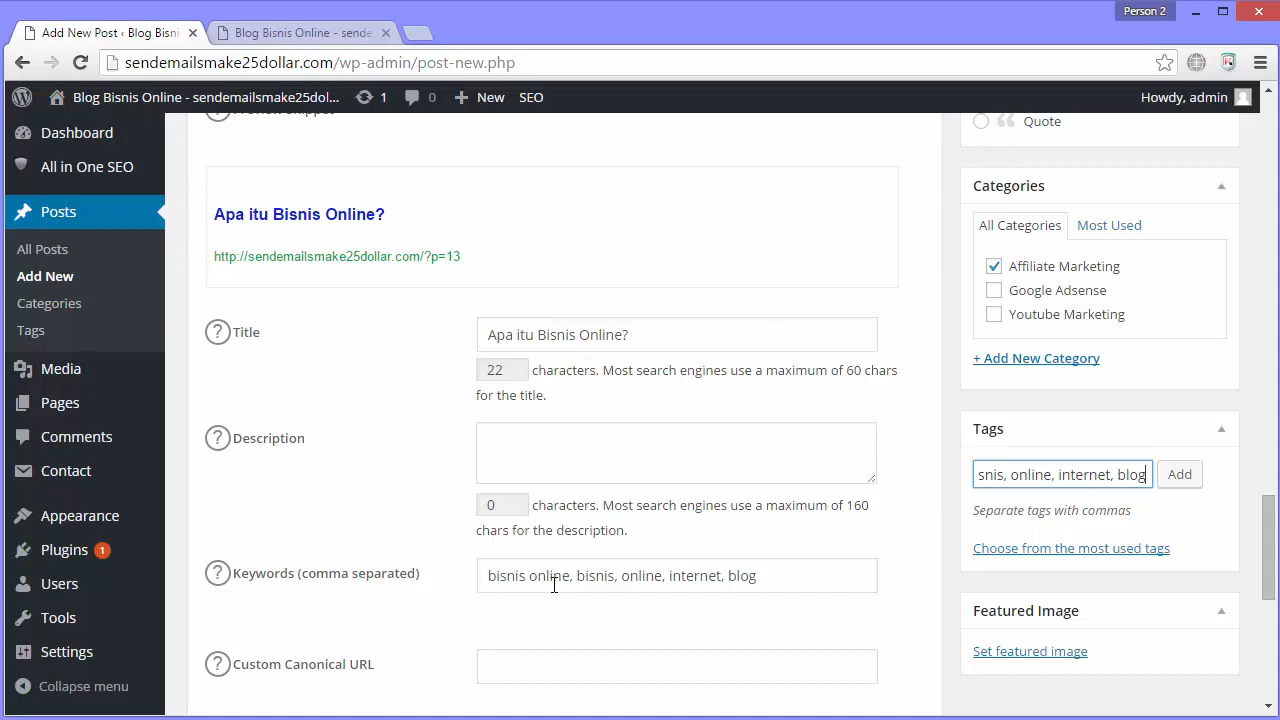 Person 2
Add New Post ‹ Blog Bisni
Blog Bisnis Online - sende
sendemailsmake25dollar.com/wp-admin/post-new.php
Blog Bisnis Online - sendemailsmake25dol...
1
0
New
SEO
Howdy, admin
Dashboard
All in One SEO
Posts
All Posts
Add New
Categories
Tags
Media
Pages
Comments
Contact
Appearance
Plugins 1
Users
Tools
Settings
Collapse menu
Preview Snippet
Apa itu Bisnis Online?
http://sendemailsmake25dollar.com/?p=13
Title
Apa itu Bisnis Online?
22 characters. Most search engines use a maximum of 60 chars
for the title.
Description
0 characters. Most search engines use a maximum of 160
chars for the description.
Keywords (comma separated)
bisnis online, bisnis, online, internet, blog
Custom Canonical URL
Quote
Categories
All Categories
Most Used
Affiliate Marketing
Google Adsense
Youtube Marketing
+ Add New Category
Tags
snis, online, internet, blog
Add
Separate tags with commas
Choose from the most used tags
Featured Image
Set featured image